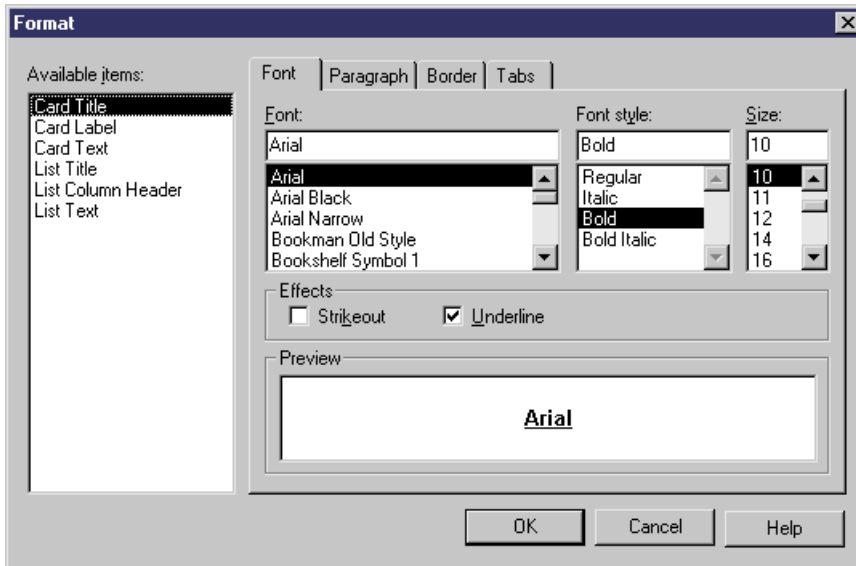 Format
Available items:
Card Title
Card Label
Card Text
List Title
List Column Header
List Text
Font
Paragraph
Border
Tabs
Font:
Arial
Arial
Arial Black
Arial Narrow
Bookman Old Style
Bookshelf Symbol 1
Font style:
Bold
Regular
Italic
Bold
Bold Italic
Size:
10
10
11
12
14
16
Effects
Strikeout
Underline
Preview
Arial
OK
Cancel
Help